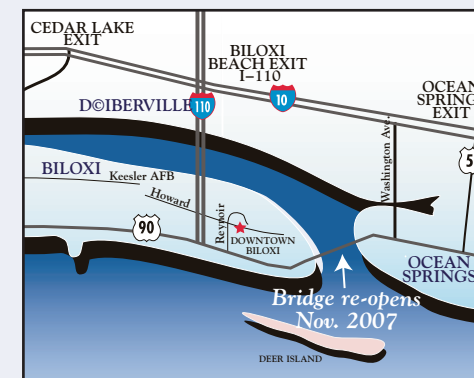 CEDAR LAKE
EXIT
BILOXI
BEACH EXIT
I–110
10
OCEAN
SPRING
EXIT
D©IBERVILLE
110
Washington Ave.
5
BILOXI
Keesler AFB
Howard
Reynoir
90
DOWNTOWN
BILOXI
OCEAN
SPRINGS
Bridge re-opens
Nov. 2007
DEER ISLAND